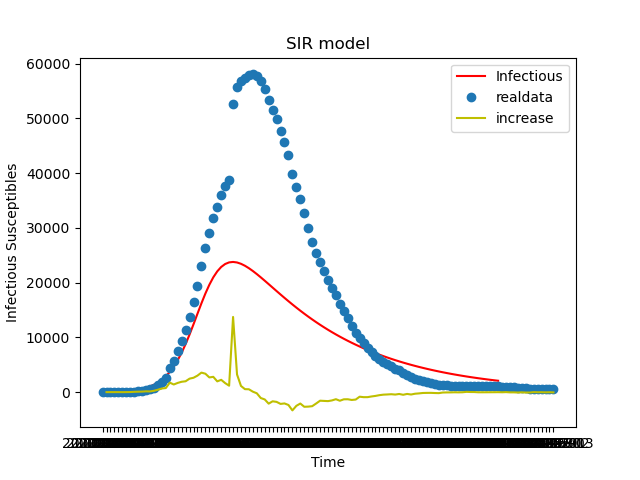 SIR model
Infectious
realdata
increase
60000
50000
40000
30000
20000
10000
0
Infectious Susceptibles
Time